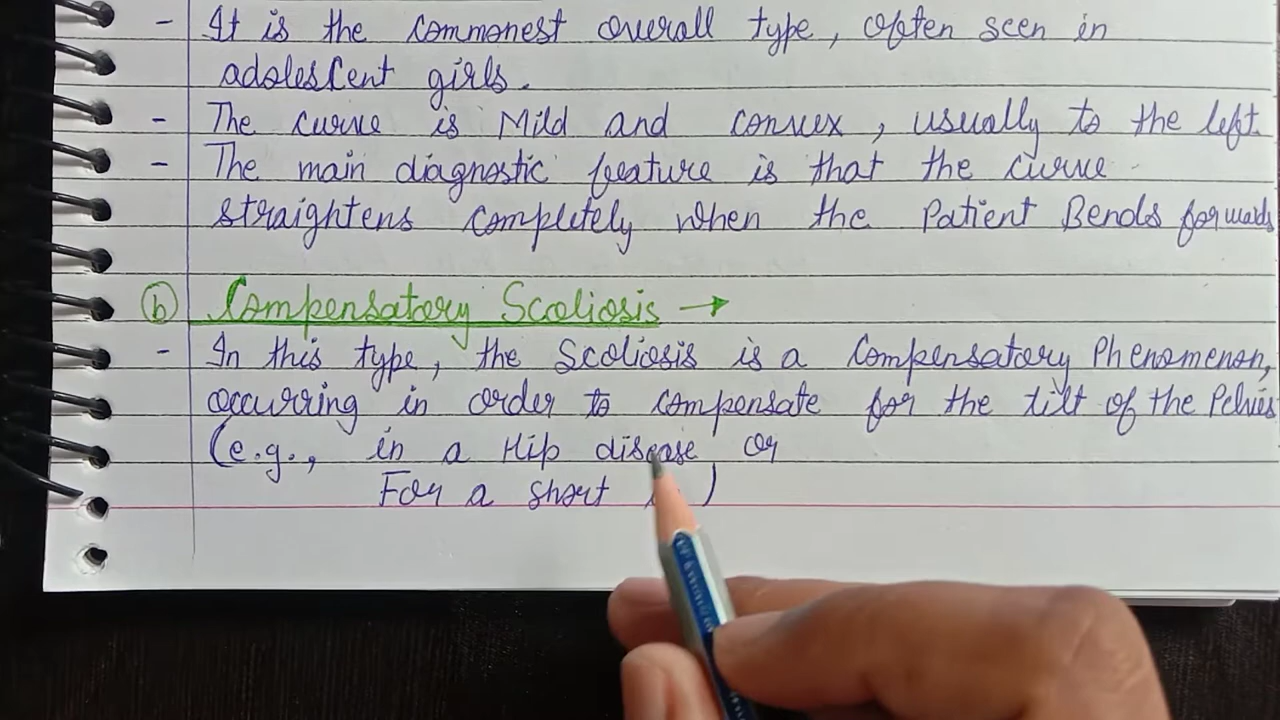 - It is the commonest overall type, often seen in
adolescent girls.
- The curve is Mild and convex, usually to the left.
- The main diagnostic feature is that the curve
straightens completely when the Patient Bends forwards
(b) Compensatory Scoliosis →
- In this type, the Scoliosis is a Compensatory Phenomenon,
occurring in order to compensate for the tilt of the Pelvis
(e.g., in a Hip disease or
For a short )